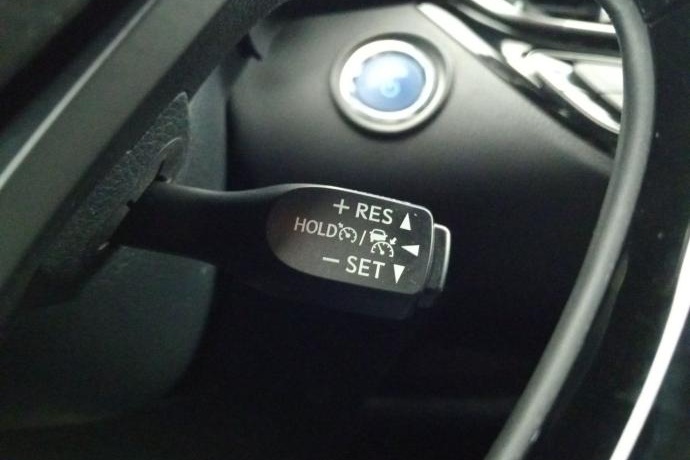 + RES ▲
HOLD / ◀
− SET ▼